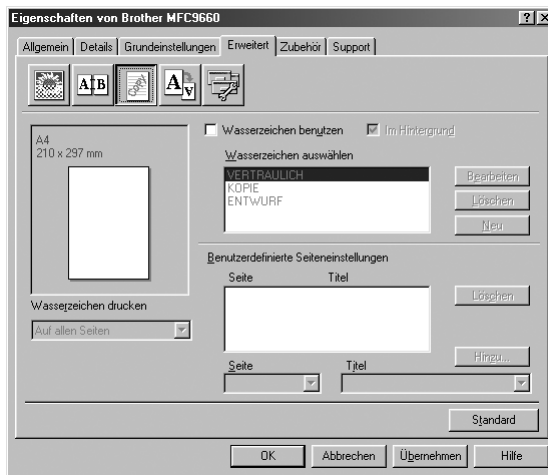 Eigenschaften von Brother MFC9660
Allgemein Details Grundeinstellungen Erweitert Zubehör Support
A B COPY A A
A4
210 x 297 mm
Wasserzeichen drucken
Auf allen Seiten
Wasserzeichen benutzen Im Hintergrund
Wasserzeichen auswählen
VERTRAULICH
KOPIE
ENTWURF
Bearbeiten
Löschen
Neu
Benutzerdefinierte Seiteneinstellungen
Seite Titel
Löschen
Hinzu...
Seite Titel
Standard
OK Abbrechen Übernehmen Hilfe